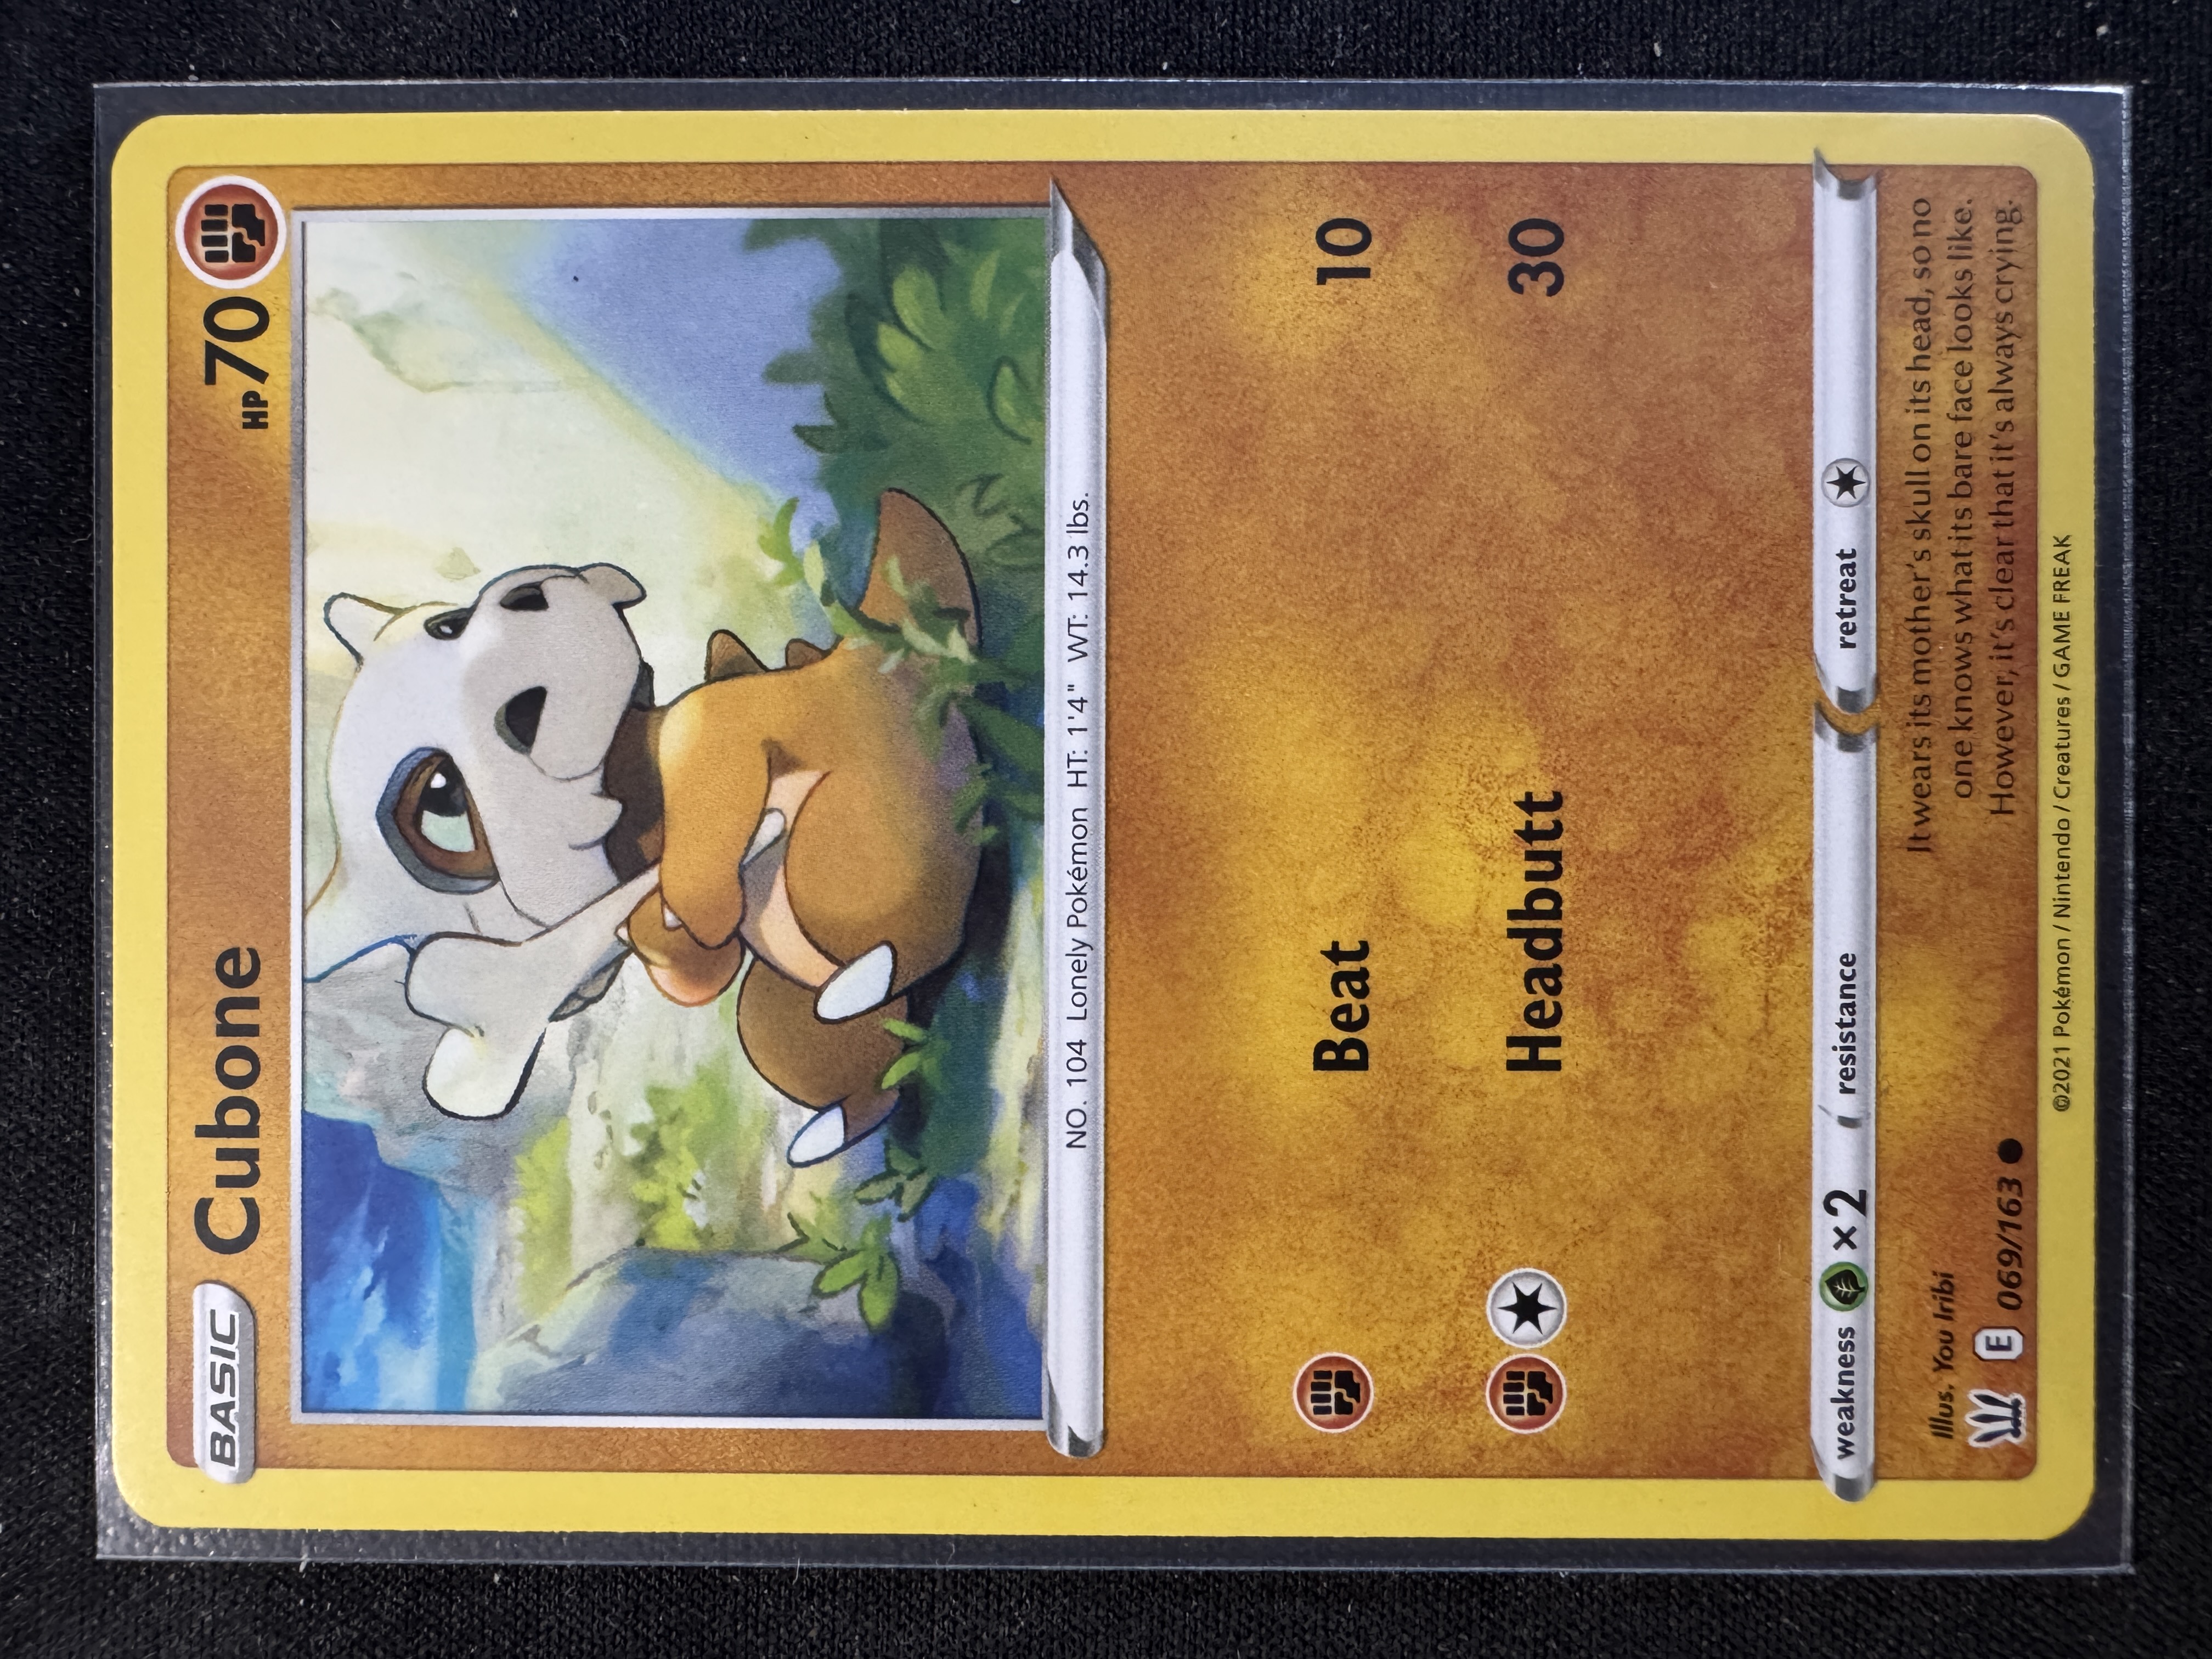 BASIC Cubone HP 70
NO. 104 Lonely Pokémon HT: 1'4" WT: 14.3 lbs.
Beat 10
Headbutt 30
weakness ×2 resistance retreat
It wears its mother's skull on its head, so no
one knows what its bare face looks like.
However, it's clear that it's always crying.
Illus. You Iribi
E 069/163
©2021 Pokémon / Nintendo / Creatures / GAME FREAK